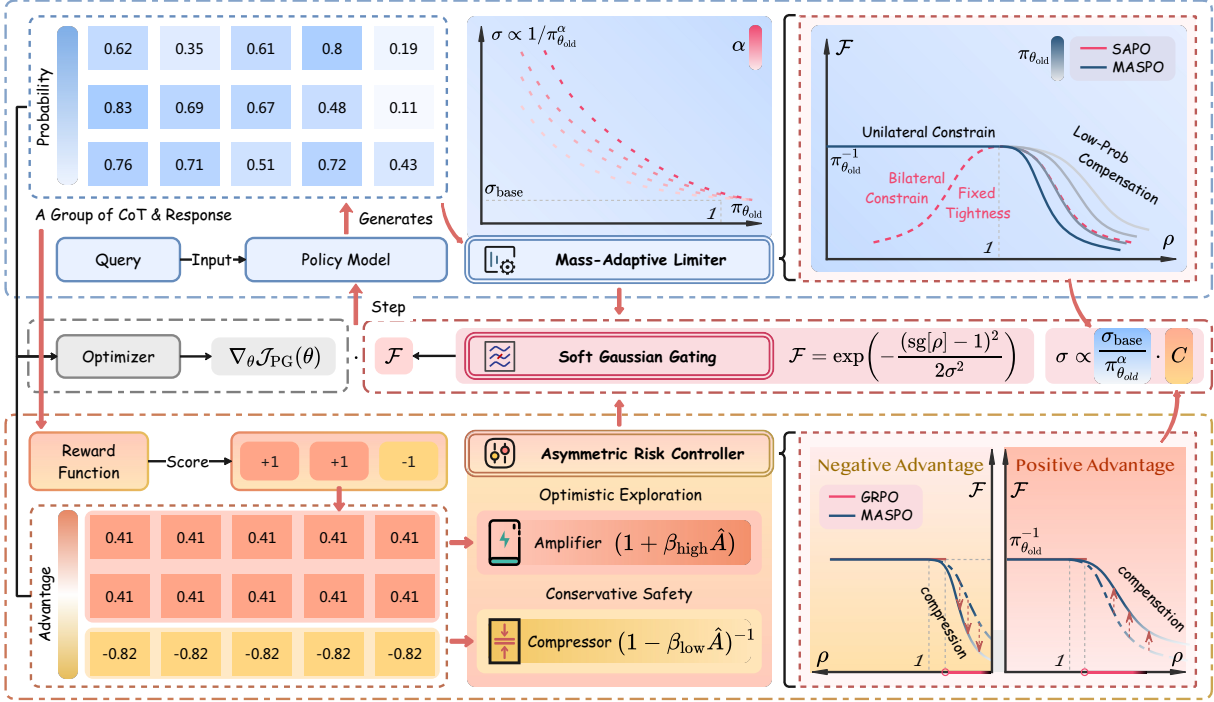 Probability
0.62 0.35 0.61 0.8 0.19
0.83 0.69 0.67 0.48 0.11
0.76 0.71 0.51 0.72 0.43
A Group of CoT & Response
Generates
Query
Input
Policy Model
Step
σ ∝ 1/π^α_θold
α
σ_base
1
π_θold
Mass-Adaptive Limiter
F
π_θold
SAPO
MASPO
Unilateral Constrain
π^{-1}_θold
Low-Prob
Compensation
Bilateral
Constrain
Fixed
Tightness
1
ρ
Optimizer
∇_θ J_PG(θ)
·
F
Soft Gaussian Gating
F = exp(−(sg[ρ] − 1)^2 / 2σ^2)
σ ∝ σ_base / π^α_θold · C
Reward
Function
Score
+1 +1 -1
Advantage
0.41 0.41 0.41 0.41 0.41
0.41 0.41 0.41 0.41 0.41
-0.82 -0.82 -0.82 -0.82 -0.82
Asymmetric Risk Controller
Optimistic Exploration
Amplifier (1 + β_high Â)
Conservative Safety
Compressor (1 − β_low Â)^{-1}
Negative Advantage
F
GRPO
MASPO
compression
1
ρ
Positive Advantage
F
π^{-1}_θold
compensation
1
ρ